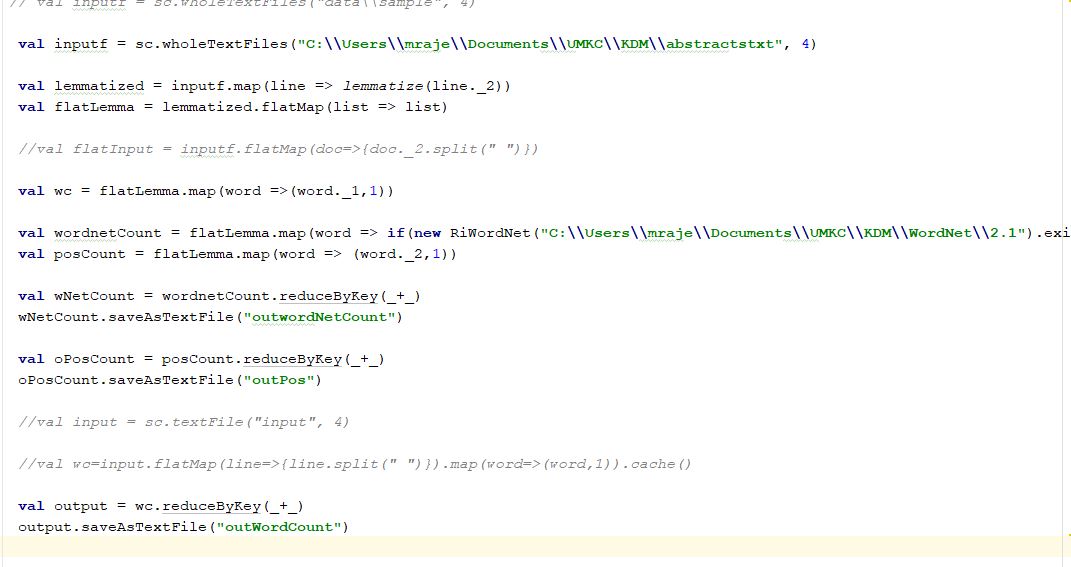 // val inputf = sc.wholeTextFiles("data\\sample", 4)
val inputf = sc.wholeTextFiles("C:\\Users\\mraje\\Documents\\UMKC\\KDM\\abstractstxt", 4)
val lemmatized = inputf.map(line => lemmatize(line._2))
val flatLemma = lemmatized.flatMap(list => list)
//val flatInput = inputf.flatMap(doc=>{doc._2.split(" ")})
val wc = flatLemma.map(word =>(word._1,1))
val wordnetCount = flatLemma.map(word => if(new RiWordNet("C:\\Users\\mraje\\Documents\\UMKC\\KDM\\WordNet\\2.1").exi
val posCount = flatLemma.map(word => (word._2,1))
val wNetCount = wordnetCount.reduceByKey(_+_)
wNetCount.saveAsTextFile("outwordNetCount")
val oPosCount = posCount.reduceByKey(_+_)
oPosCount.saveAsTextFile("outPos")
//val input = sc.textFile("input", 4)
//val wc=input.flatMap(line=>{line.split(" ")}).map(word=>(word,1)).cache()
val output = wc.reduceByKey(_+_)
output.saveAsTextFile("outWordCount")